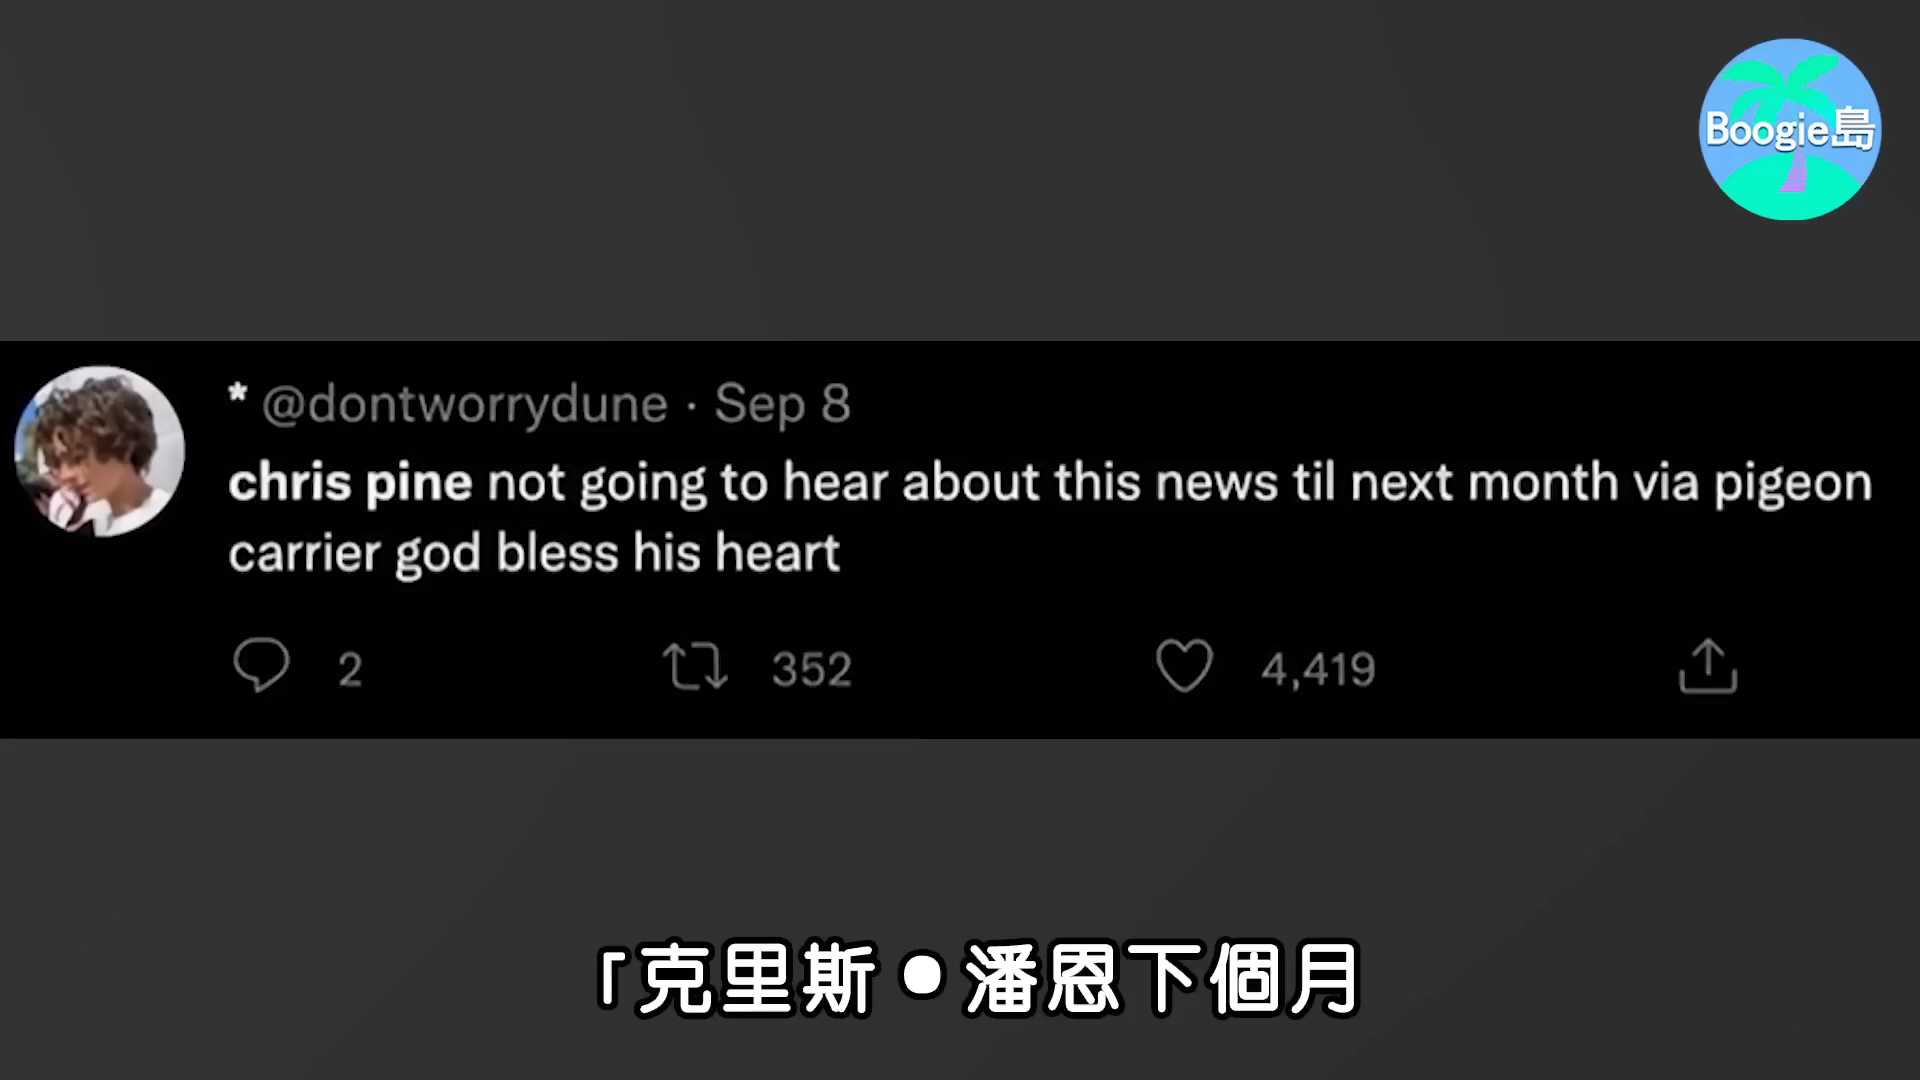 Boogie島
* @dontworrydune · Sep 8
chris pine not going to hear about this news til next month via pigeon
carrier god bless his heart
2 352 4,419
「克里斯●潘恩下個月